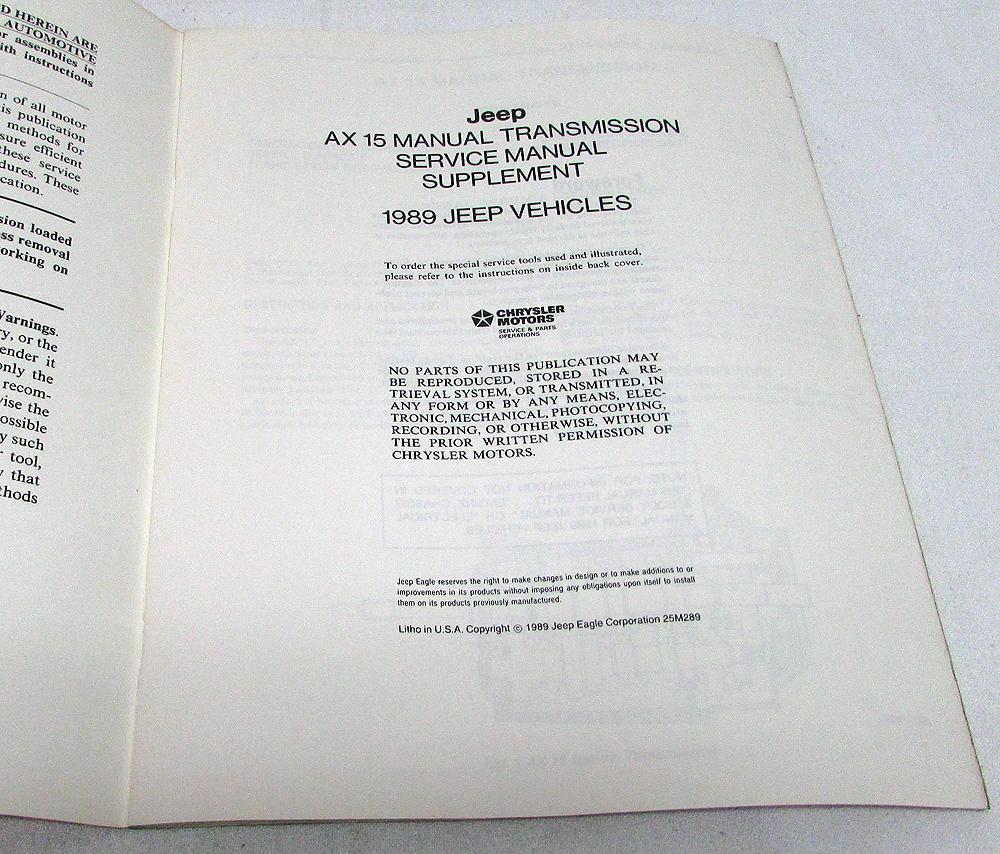 D HEREIN ARE
AUTOMOTIVE
r assemblies in
ith instructions
n of all motor
is publication
methods for
sure efficient
these service
dures. These
cation.
sion loaded
ss removal
orking on
Warnings.
ry, or the
ender it
only the
recom-
vise the
ossible
y such
r tool,
y that
thods
Jeep
AX 15 MANUAL TRANSMISSION
SERVICE MANUAL
SUPPLEMENT
1989 JEEP VEHICLES
To order the special service tools used and illustrated,
please refer to the instructions on inside back cover.
CHRYSLER
MOTORS
SERVICE & PARTS
OPERATIONS
NO PARTS OF THIS PUBLICATION MAY
BE REPRODUCED, STORED IN A RE-
TRIEVAL SYSTEM, OR TRANSMITTED, IN
ANY FORM OR BY ANY MEANS, ELEC-
TRONIC, MECHANICAL, PHOTOCOPYING,
RECORDING, OR OTHERWISE, WITHOUT
THE PRIOR WRITTEN PERMISSION OF
CHRYSLER MOTORS.
Jeep Eagle reserves the right to make changes in design or to make additions to or
improvements in its products without imposing any obligations upon itself to install
them on its products previously manufactured.
Litho in U.S.A. Copyright © 1989 Jeep Eagle Corporation 25M289